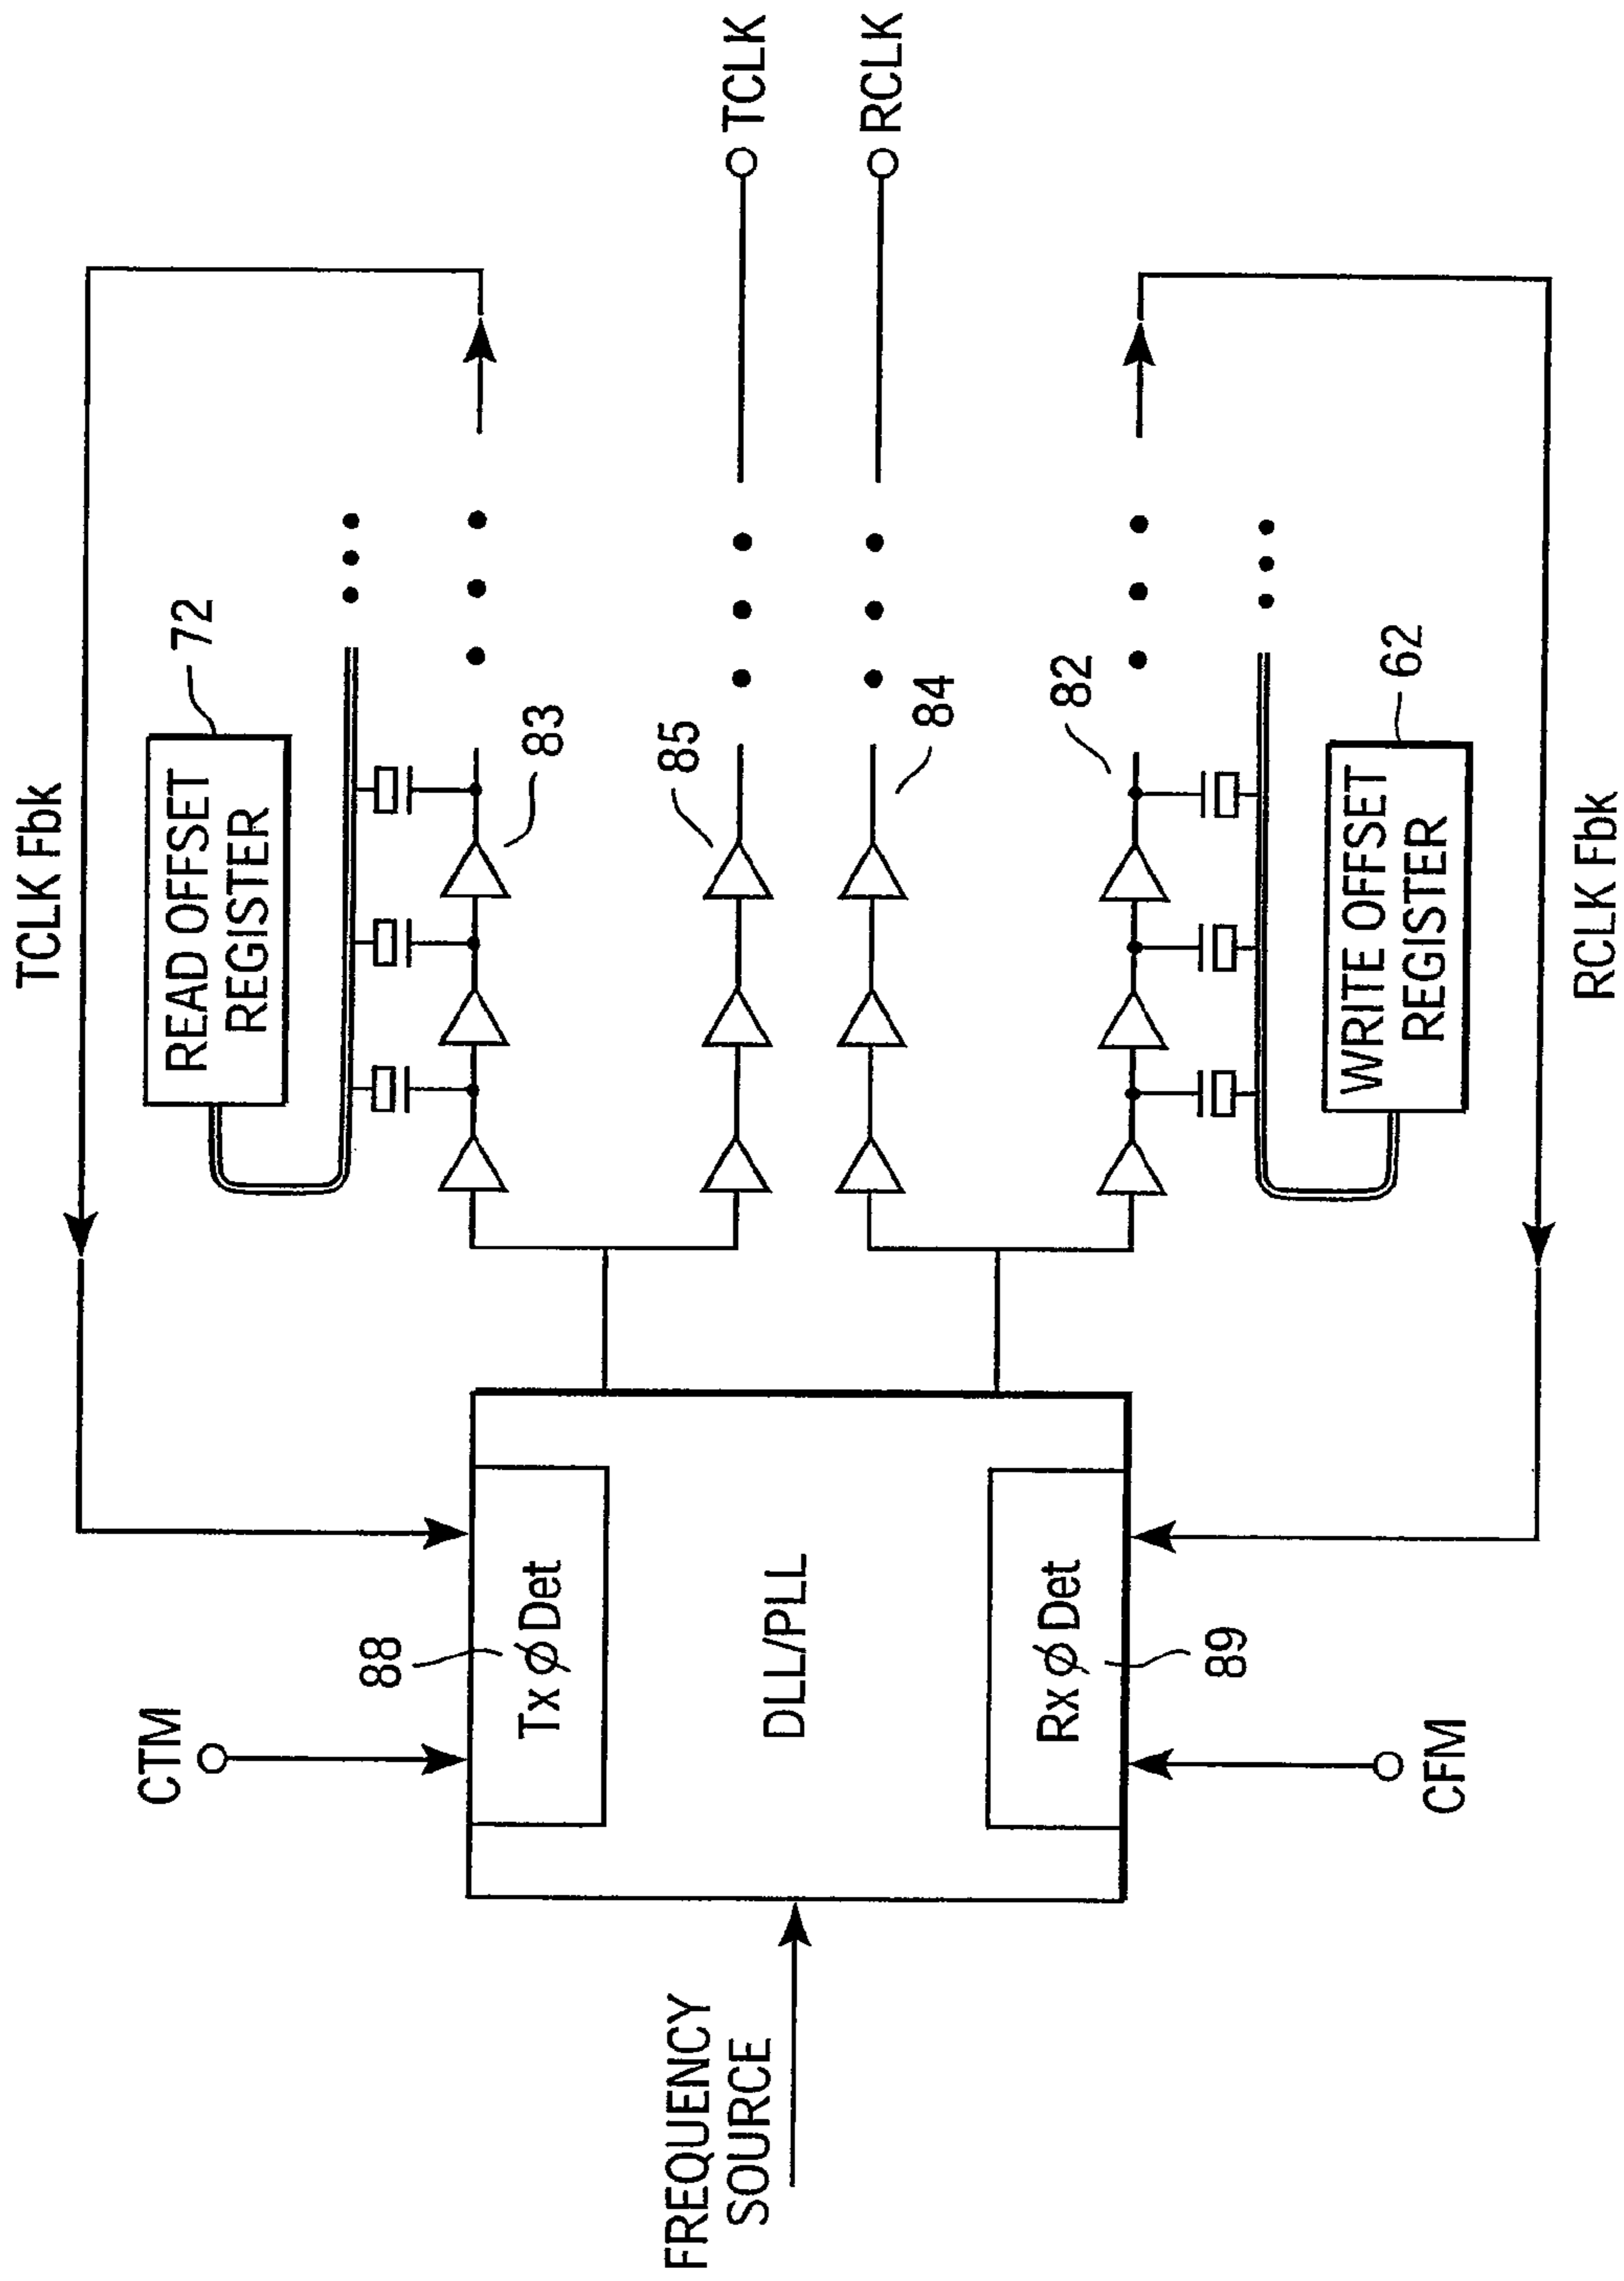 TCLK Fbk
READ OFFSET
REGISTER
72
83
CTM
88
Tx ϕ Det
85
TCLK
FREQUENCY
SOURCE
DLL/PLL
84
RCLK
Rx ϕ Det
89
CFM
82
WRITE OFFSET
REGISTER
62
RCLK Fbk